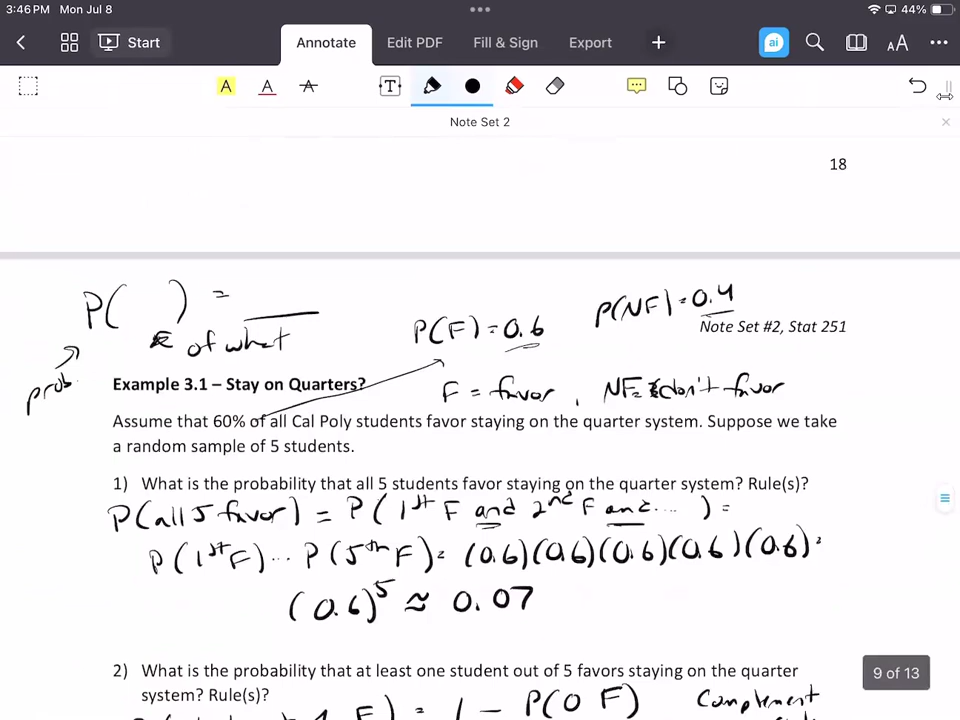 3:46 PM Mon Jul 8
44%
Start
Annotate
Edit PDF
Fill & Sign
Export
ai
AA
A A A
T
Note Set 2
18
P( ) = ____
of what
prob.
P(F) = 0.6
P(NF) = 0.4
Note Set #2, Stat 251
Example 3.1 – Stay on Quarters?
F = favor , NF = don't favor
Assume that 60% of all Cal Poly students favor staying on the quarter system. Suppose we take
a random sample of 5 students.
1) What is the probability that all 5 students favor staying on the quarter system? Rule(s)?
P(all 5 favor) = P(1st F and 2nd F and ... ) =
P(1st F) ... P(5th F) = (0.6)(0.6)(0.6)(0.6)(0.6) =
(0.6)^5 ≈ 0.07
2) What is the probability that at least one student out of 5 favors staying on the quarter
system? Rule(s)?
F) = 1 - P(0 F)
Complement
9 of 13